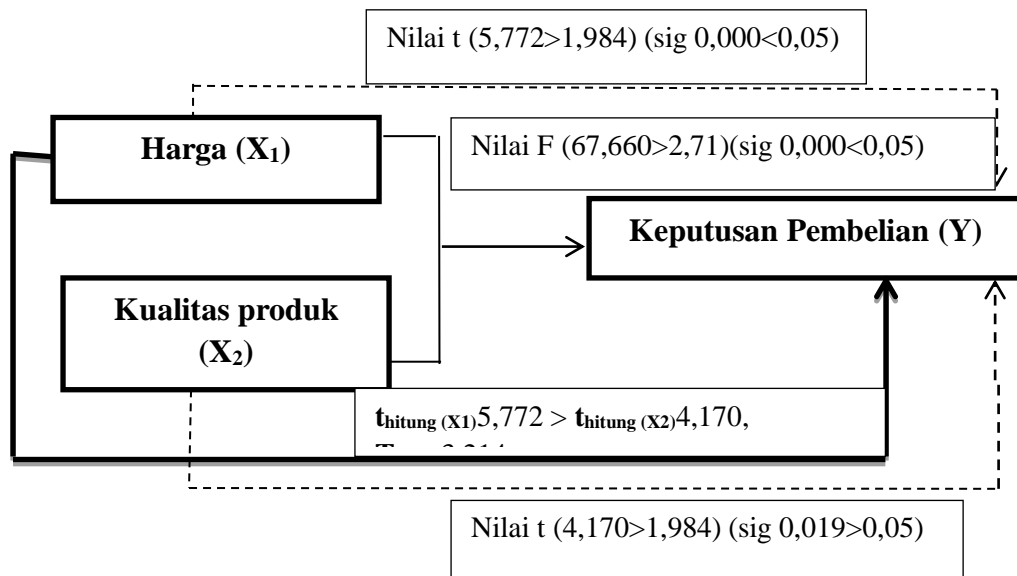 Nilai t (5,772>1,984) (sig 0,000<0,05)
Harga (X₁)
Nilai F (67,660>2,71)(sig 0,000<0,05)
Keputusan Pembelian (Y)
Kualitas produk
(X₂)
t hitung (X1)5,772 > t hitung (X2)4,170,
Nilai t (4,170>1,984) (sig 0,019>0,05)